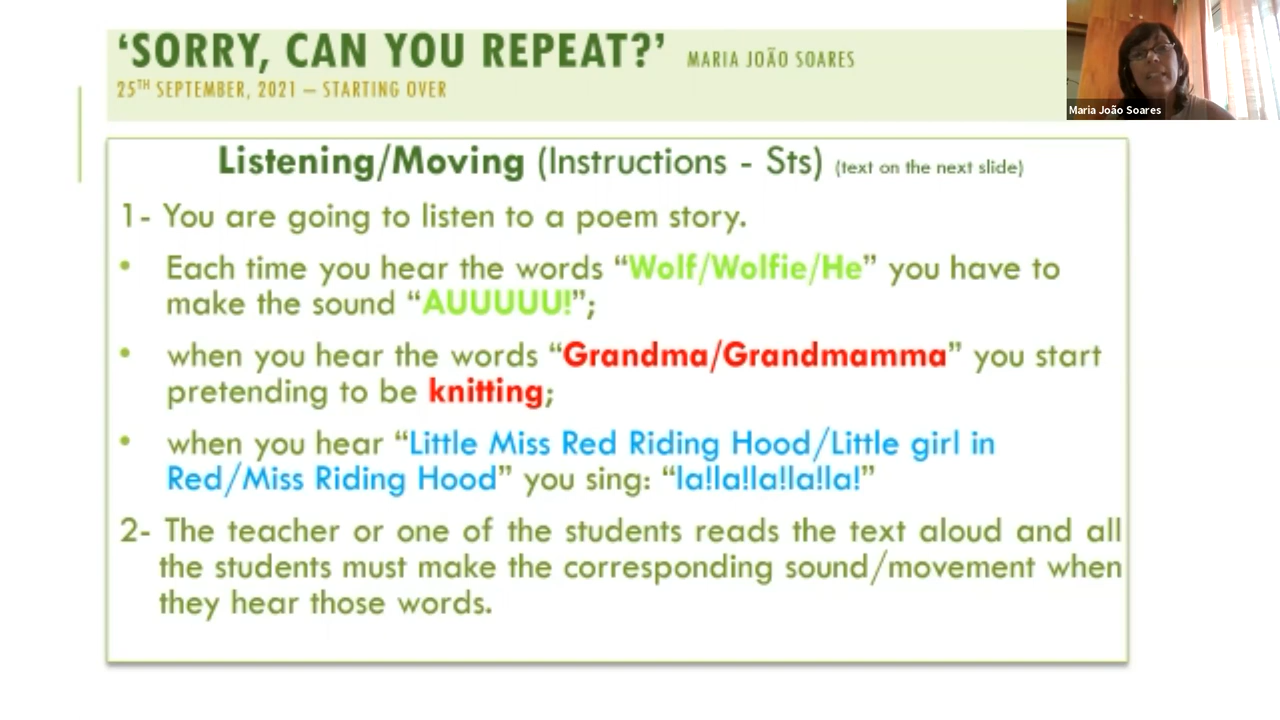 ‘SORRY, CAN YOU REPEAT?’ MARIA JOÃO SOARES
25TH SEPTEMBER, 2021 – STARTING OVER
Maria João Soares
Listening/Moving (Instructions - Sts) (text on the next slide)
1- You are going to listen to a poem story.
• Each time you hear the words “Wolf/Wolfie/He” you have to
make the sound “AUUUUU!”;
• when you hear the words “Grandma/Grandmamma” you start
pretending to be knitting;
• when you hear “Little Miss Red Riding Hood/Little girl in
Red/Miss Riding Hood” you sing: “la!la!la!la!la!”
2- The teacher or one of the students reads the text aloud and all
the students must make the corresponding sound/movement when
they hear those words.